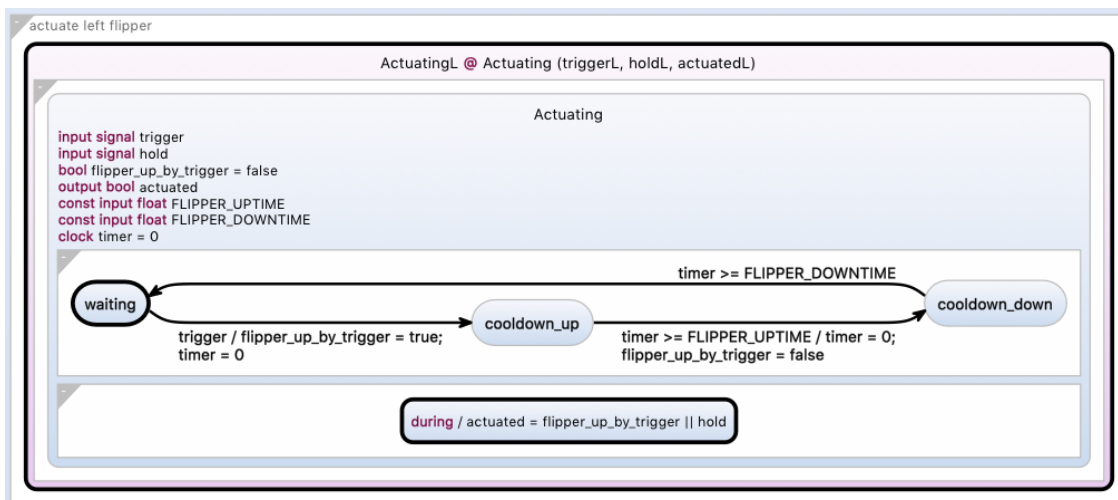 actuate left flipper
ActuatingL @ Actuating (triggerL, holdL, actuatedL)
Actuating
input signal trigger
input signal hold
bool flipper_up_by_trigger = false
output bool actuated
const input float FLIPPER_UPTIME
const input float FLIPPER_DOWNTIME
clock timer = 0
timer >= FLIPPER_DOWNTIME
waiting
cooldown_up
cooldown_down
trigger / flipper_up_by_trigger = true;
timer = 0
timer >= FLIPPER_UPTIME / timer = 0;
flipper_up_by_trigger = false
during / actuated = flipper_up_by_trigger || hold